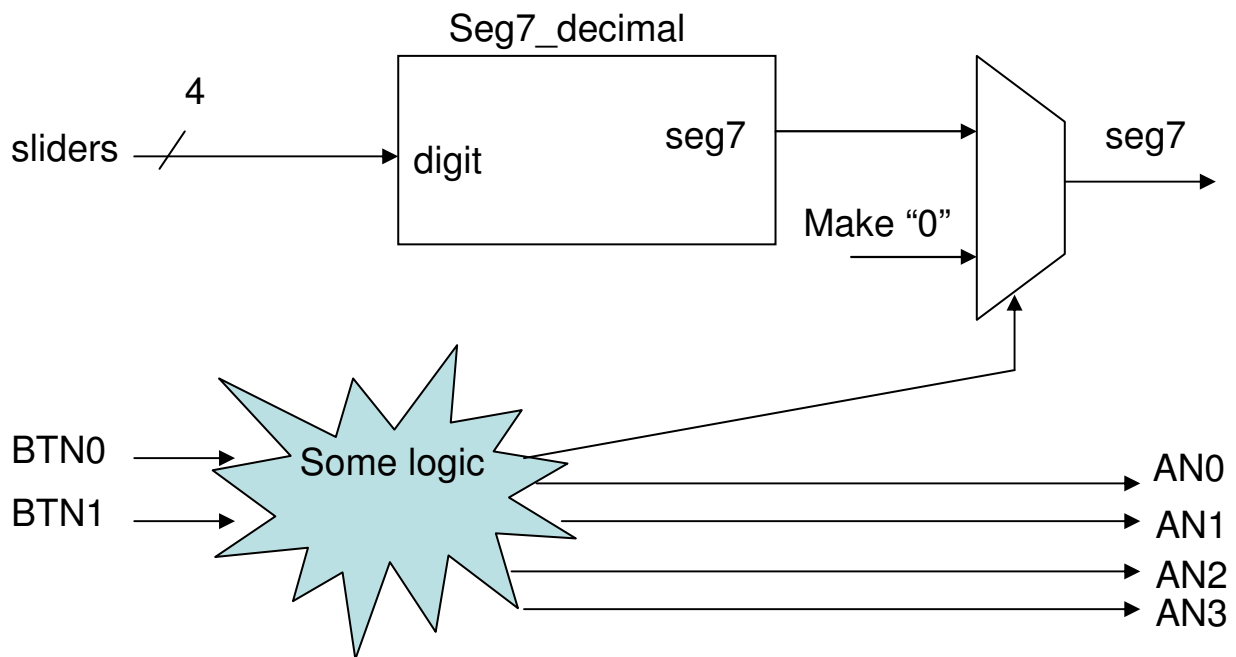 Seg7_decimal
4
sliders
digit
seg7
seg7
Make “0”
BTN0
Some logic
AN0
BTN1
AN1
AN2
AN3